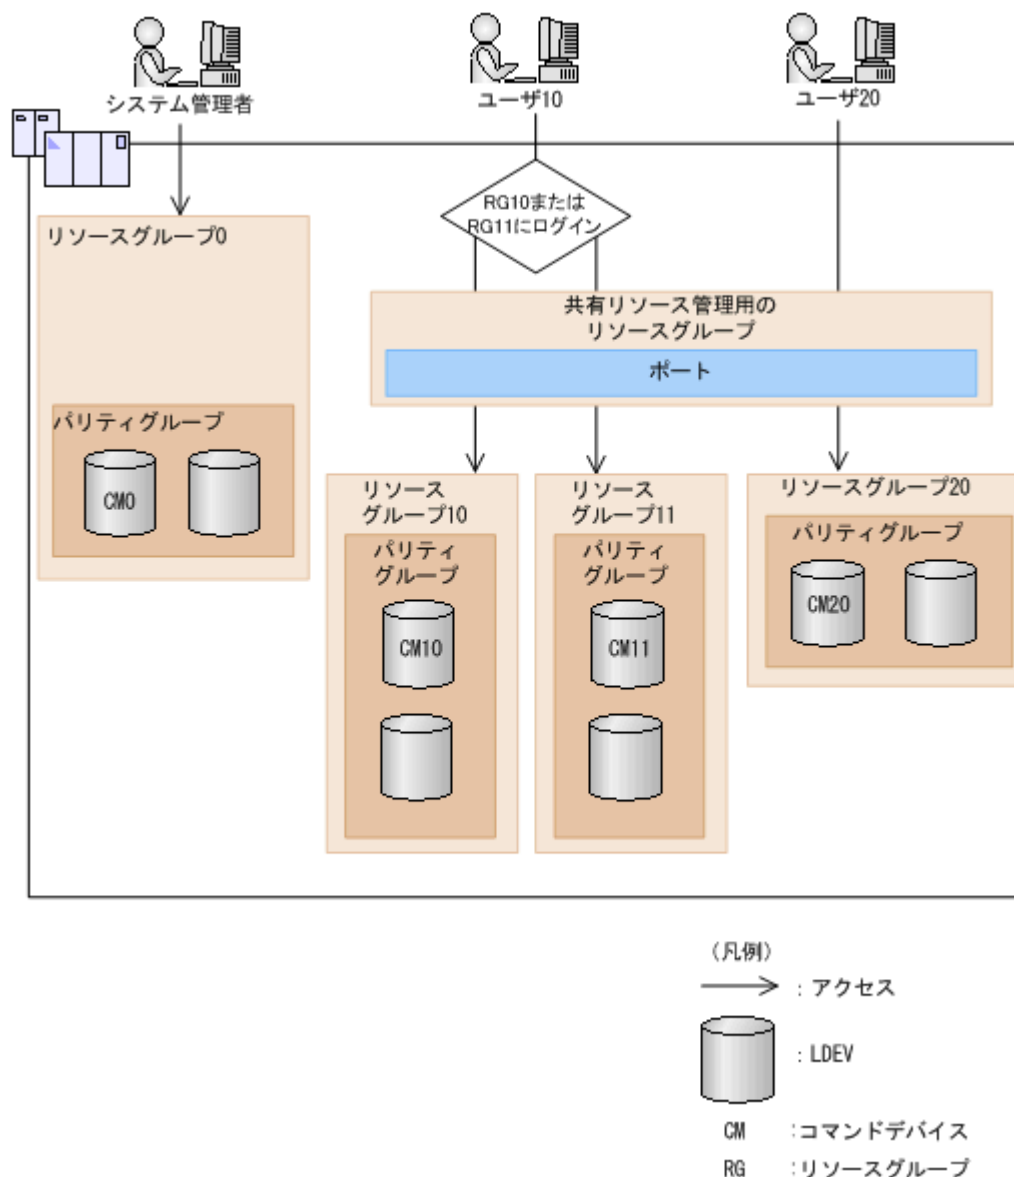 システム管理者
ユーザ10
ユーザ20
RG10または
RG11にログイン
リソースグループ0
共有リソース管理用の
リソースグループ
ポート
パリティグループ
CM0
リソース
グループ10
リソース
グループ11
リソースグループ20
パリティ
グループ
パリティ
グループ
パリティグループ
CM10
CM11
CM20
(凡例)
：アクセス
：LDEV
CM ：コマンドデバイス
RG ：リソースグループ